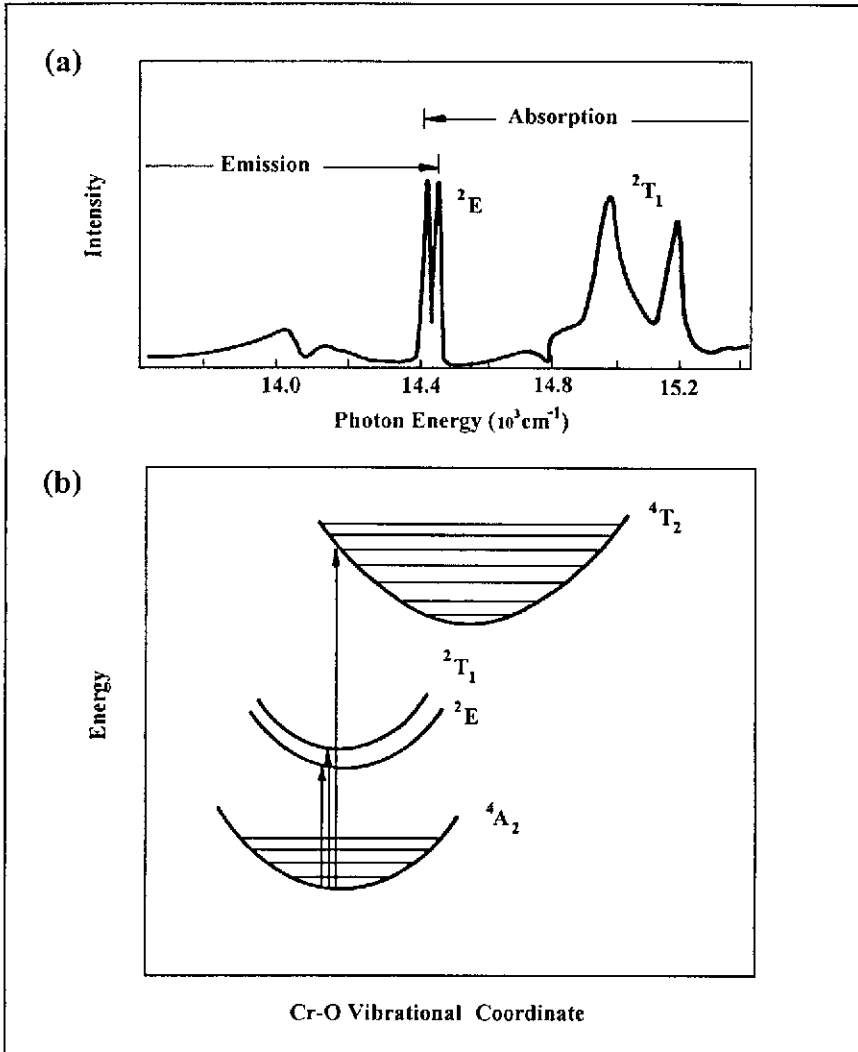 (a)
Absorption
Emission
²E
²T₁
Intensity
14.0
14.4
14.8
15.2
Photon Energy (10³cm⁻¹)
(b)
⁴T₂
²T₁
²E
Energy
⁴A₂
Cr-O Vibrational Coordinate